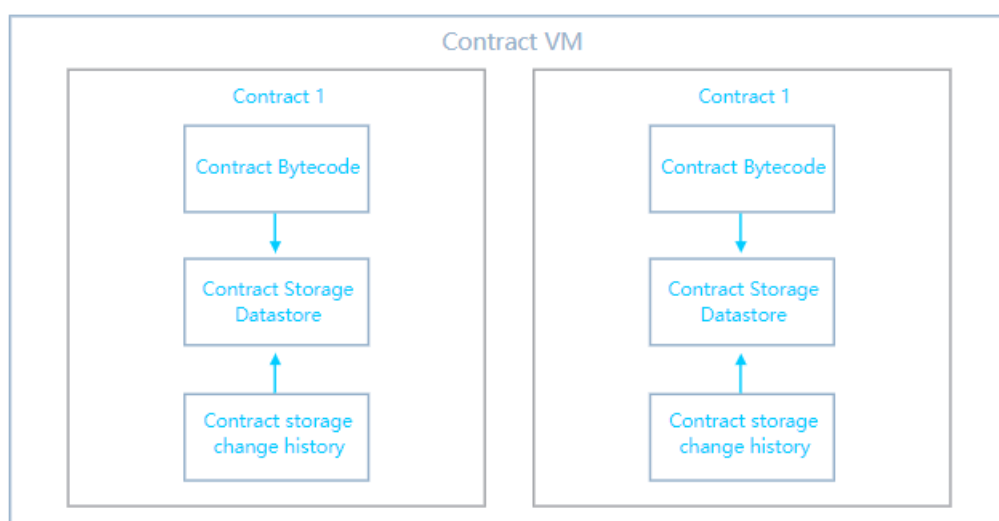 Contract VM
Contract 1
Contract Bytecode
Contract Storage
Datastore
Contract storage
change history
Contract 1
Contract Bytecode
Contract Storage
Datastore
Contract storage
change history